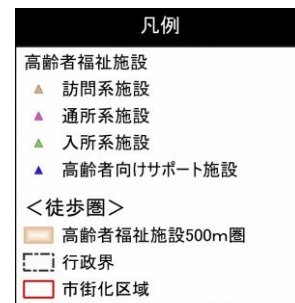 凡例
高齢者福祉施設
訪問系施設
通所系施設
入所系施設
高齢者向けサポート施設
＜徒歩圏＞
高齢者福祉施設500m圏
行政界
市街化区域